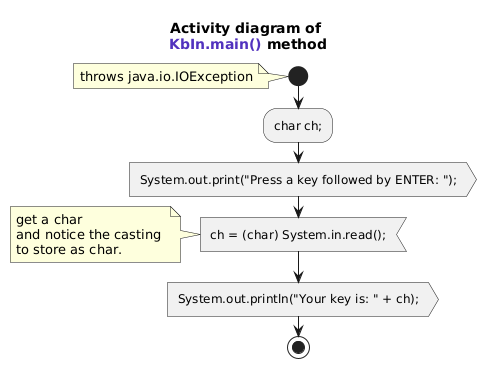 Activity diagram of
KbIn.main() method
throws java.io.IOException
char ch;
System.out.print("Press a key followed by ENTER: ");
get a char
and notice the casting
to store as char.
ch = (char) System.in.read();
System.out.println("Your key is: " + ch);